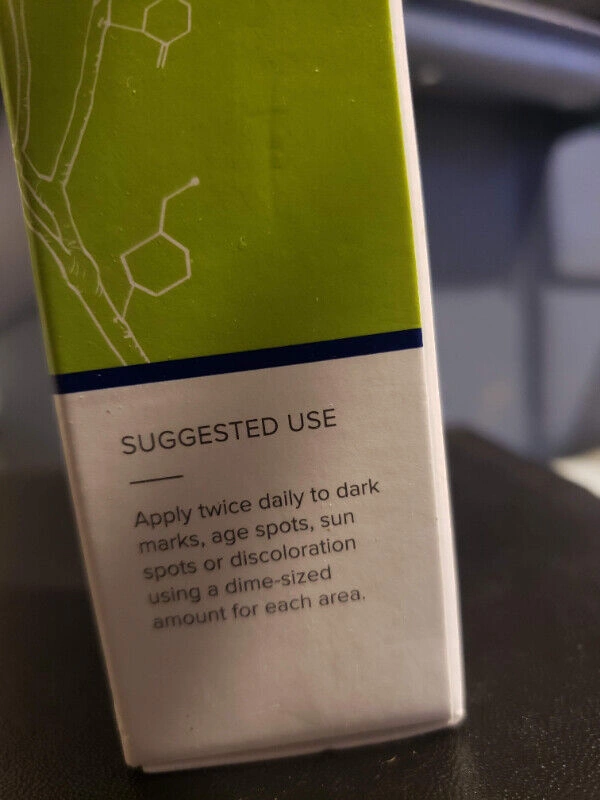 SUGGESTED USE
Apply twice daily to dark
marks, age spots, sun
spots or discoloration
using a dime-sized
amount for each area.